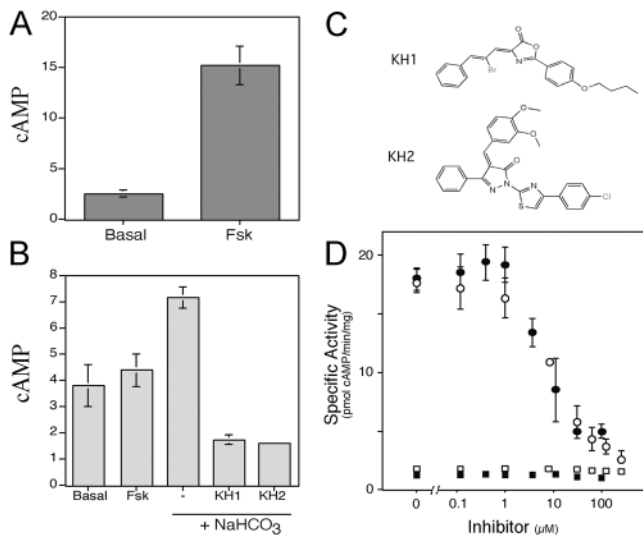 A
cAMP
20
15
10
5
0
Basal
Fsk
B
cAMP
8
7
6
5
4
3
2
1
0
Basal
Fsk
-
KH1
KH2
+ NaHCO3
C
KH1
O
O
N
Br
O
KH2
O
O
O
N
N
N
S
Cl
D
Specific Activity
(pmol cAMP/min/mg)
20
10
0
0
0.1
1
10
100
Inhibitor (μM)